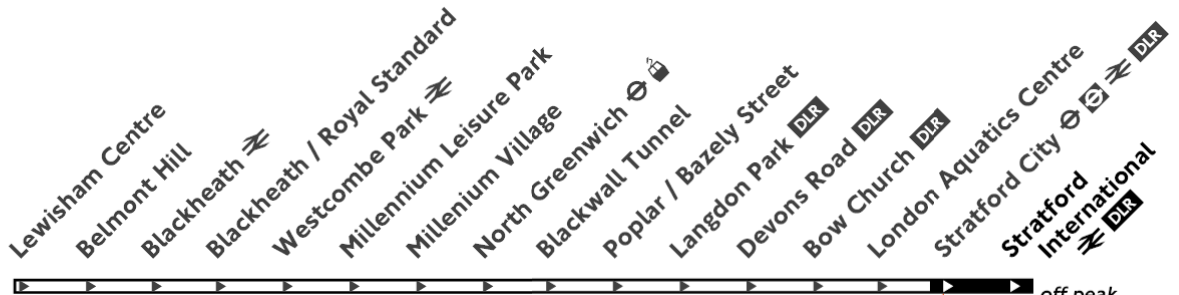 Lewisham Centre
Belmont Hill
Blackheath
Blackheath / Royal Standard
Westcombe Park
Millennium Leisure Park
Millenium Village
North Greenwich
Blackwall Tunnel
Poplar / Bazely Street
Langdon Park DLR
Devons Road DLR
Bow Church DLR
London Aquatics Centre
Stratford City DLR
Stratford
International
DLR
off peak